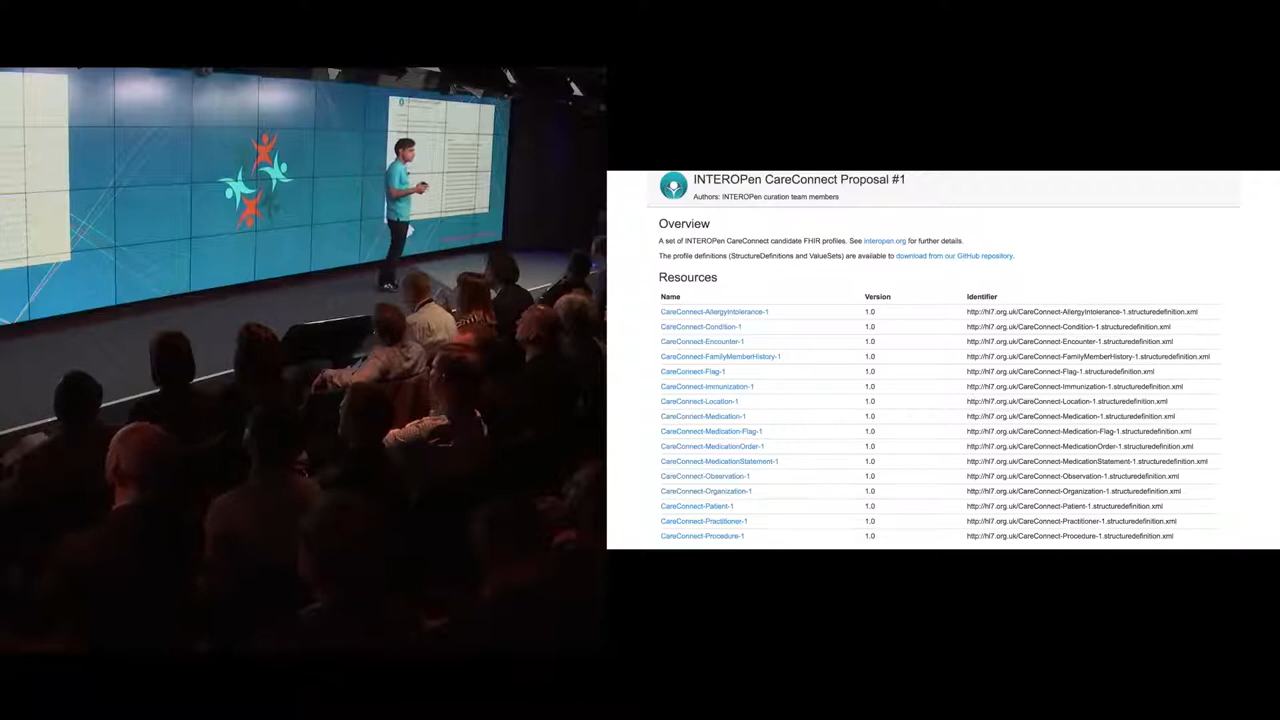 INTEROPen CareConnect Proposal #1
Authors: INTEROPen curation team members
Overview
A set of INTEROPen CareConnect candidate FHIR profiles. See interopen.org for further details.
The profile definitions (StructureDefinitions and ValueSets) are available to download from our GitHub repository.
Resources
Name Version Identifier
CareConnect-AllergyIntolerance-1 1.0 http://hl7.org.uk/CareConnect-AllergyIntolerance-1.structuredefinition.xml
CareConnect-Condition-1 1.0 http://hl7.org.uk/CareConnect-Condition-1.structuredefinition.xml
CareConnect-Encounter-1 1.0 http://hl7.org.uk/CareConnect-Encounter-1.structuredefinition.xml
CareConnect-FamilyMemberHistory-1 1.0 http://hl7.org.uk/CareConnect-FamilyMemberHistory-1.structuredefinition.xml
CareConnect-Flag-1 1.0 http://hl7.org.uk/CareConnect-Flag-1.structuredefinition.xml
CareConnect-Immunization-1 1.0 http://hl7.org.uk/CareConnect-Immunization-1.structuredefinition.xml
CareConnect-Location-1 1.0 http://hl7.org.uk/CareConnect-Location-1.structuredefinition.xml
CareConnect-Medication-1 1.0 http://hl7.org.uk/CareConnect-Medication-1.structuredefinition.xml
CareConnect-Medication-Flag-1 1.0 http://hl7.org.uk/CareConnect-Medication-Flag-1.structuredefinition.xml
CareConnect-MedicationOrder-1 1.0 http://hl7.org.uk/CareConnect-MedicationOrder-1.structuredefinition.xml
CareConnect-MedicationStatement-1 1.0 http://hl7.org.uk/CareConnect-MedicationStatement-1.structuredefinition.xml
CareConnect-Observation-1 1.0 http://hl7.org.uk/CareConnect-Observation-1.structuredefinition.xml
CareConnect-Organization-1 1.0 http://hl7.org.uk/CareConnect-Organization-1.structuredefinition.xml
CareConnect-Patient-1 1.0 http://hl7.org.uk/CareConnect-Patient-1.structuredefinition.xml
CareConnect-Practitioner-1 1.0 http://hl7.org.uk/CareConnect-Practitioner-1.structuredefinition.xml
CareConnect-Procedure-1 1.0 http://hl7.org.uk/CareConnect-Procedure-1.structuredefinition.xml